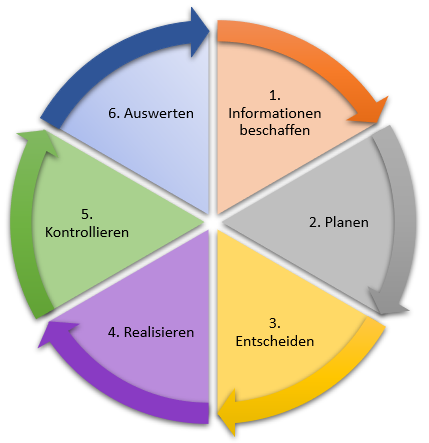 1.
Informationen
beschaffen
2. Planen
3.
Entscheiden
4. Realisieren
5.
Kontrollieren
6. Auswerten